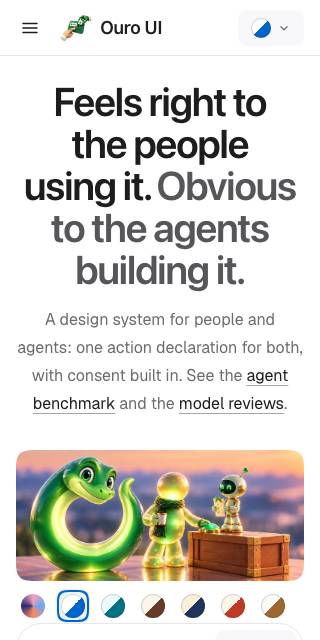 Ouro UI
Feels right to
the people
using it. Obvious
to the agents
building it.
A design system for people and
agents: one action declaration for both,
with consent built in. See the agent
benchmark and the model reviews.